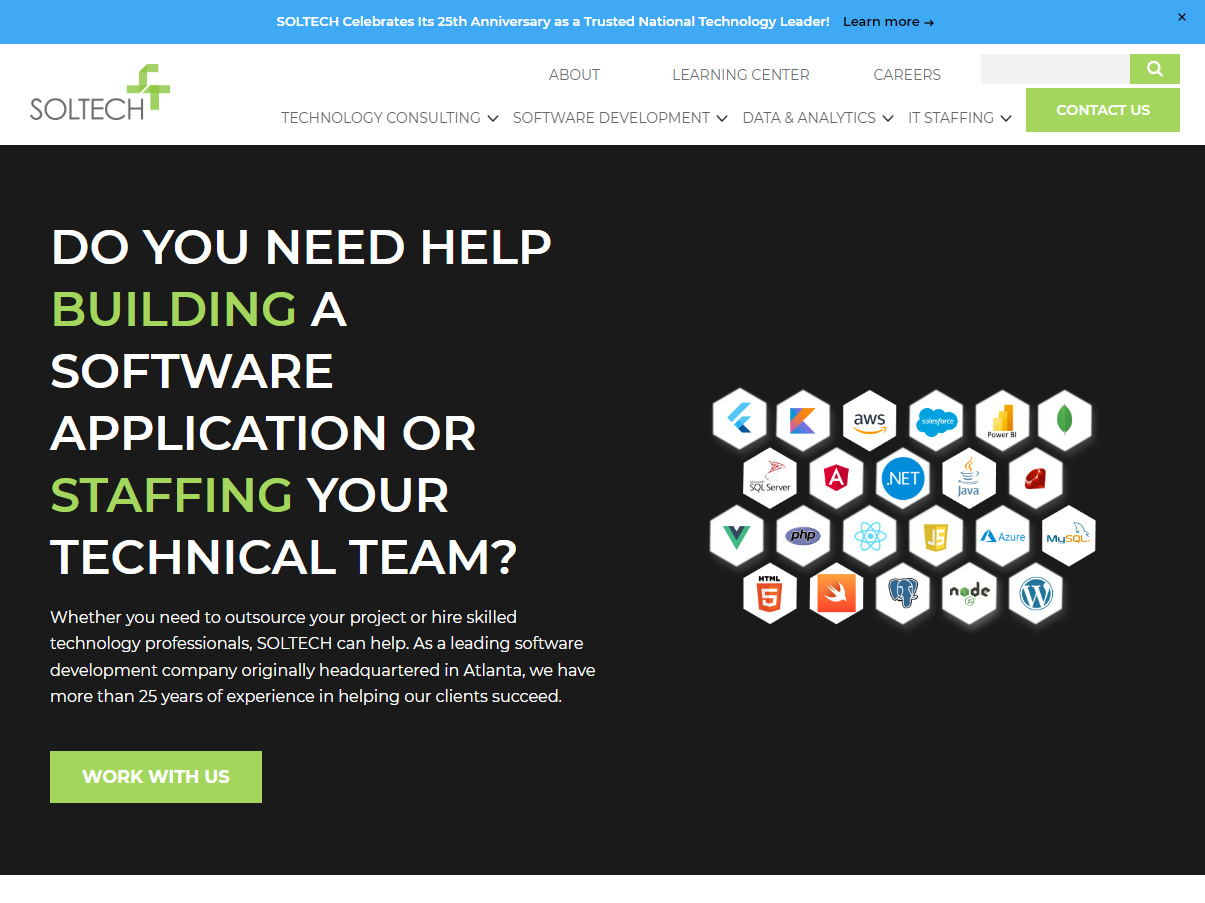 SOLTECH Celebrates Its 25th Anniversary as a Trusted National Technology Leader! Learn more →
×
SOLTECH
ABOUT LEARNING CENTER CAREERS
TECHNOLOGY CONSULTING SOFTWARE DEVELOPMENT DATA & ANALYTICS IT STAFFING CONTACT US
DO YOU NEED HELP
BUILDING A
SOFTWARE
APPLICATION OR
STAFFING YOUR
TECHNICAL TEAM?
Whether you need to outsource your project or hire skilled
technology professionals, SOLTECH can help. As a leading software
development company originally headquartered in Atlanta, we have
more than 25 years of experience in helping our clients succeed.
WORK WITH US
aws salesforce Power BI
SQL Server A .NET Java
php JS Azure MySQL
HTML 5 node JS W